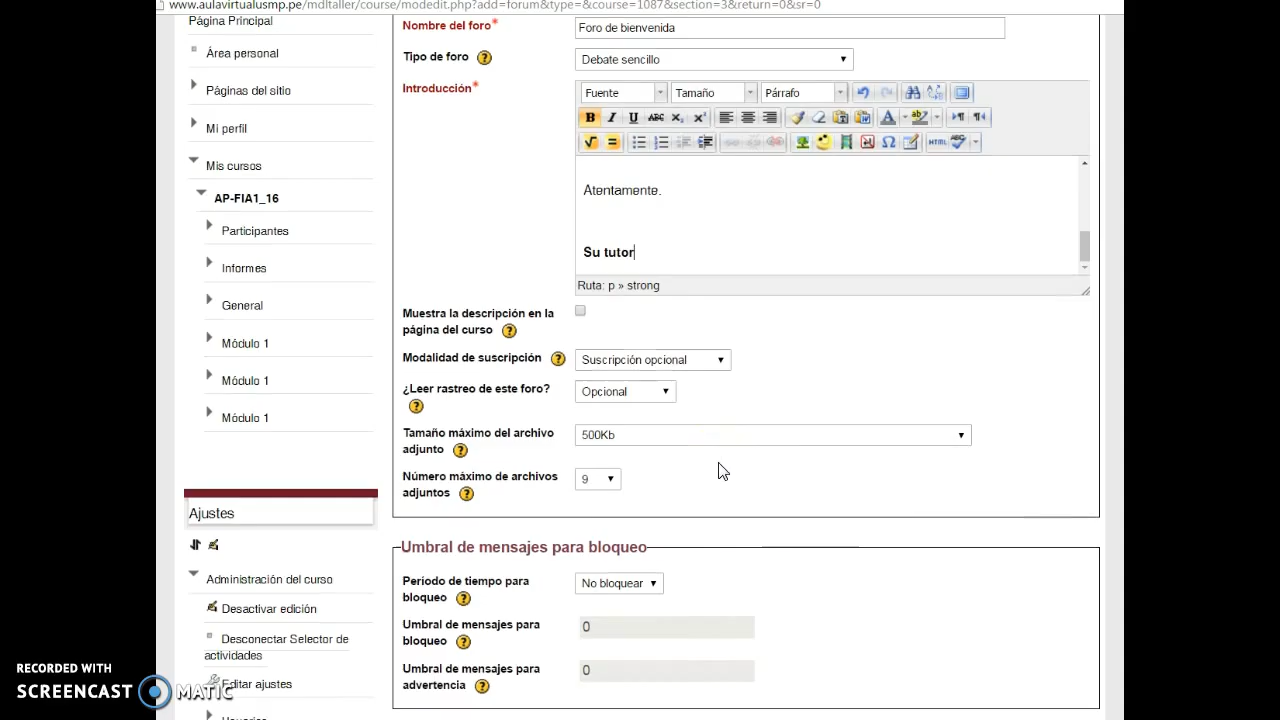 www.aulavirtualusmp.pe/mdltaller/course/modedit.php?add=forum&type=&course=1087&section=3&return=0&sr=0
Página Principal
Área personal
Páginas del sitio
Mi perfil
Mis cursos
AP-FIA1_16
Participantes
Informes
General
Módulo 1
Módulo 1
Módulo 1
Ajustes
Administración del curso
Desactivar edición
Desconectar Selector de
actividades
Editar ajustes
Nombre del foro*
Foro de bienvenida
Tipo de foro ?
Debate sencillo
Introducción*
Fuente Tamaño Párrafo
B I U ABC x₂ x² A ab
HTML ABC
Atentamente.
Su tutor
Ruta: p » strong
Muestra la descripción en la
página del curso ?
Modalidad de suscripción ?
Suscripción opcional
¿Leer rastreo de este foro?
?
Opcional
Tamaño máximo del archivo
adjunto ?
500Kb
Número máximo de archivos
adjuntos ?
9
Umbral de mensajes para bloqueo
Período de tiempo para
bloqueo ?
No bloquear
Umbral de mensajes para
bloqueo ?
0
Umbral de mensajes para
advertencia ?
0
RECORDED WITH
SCREENCAST MATIC